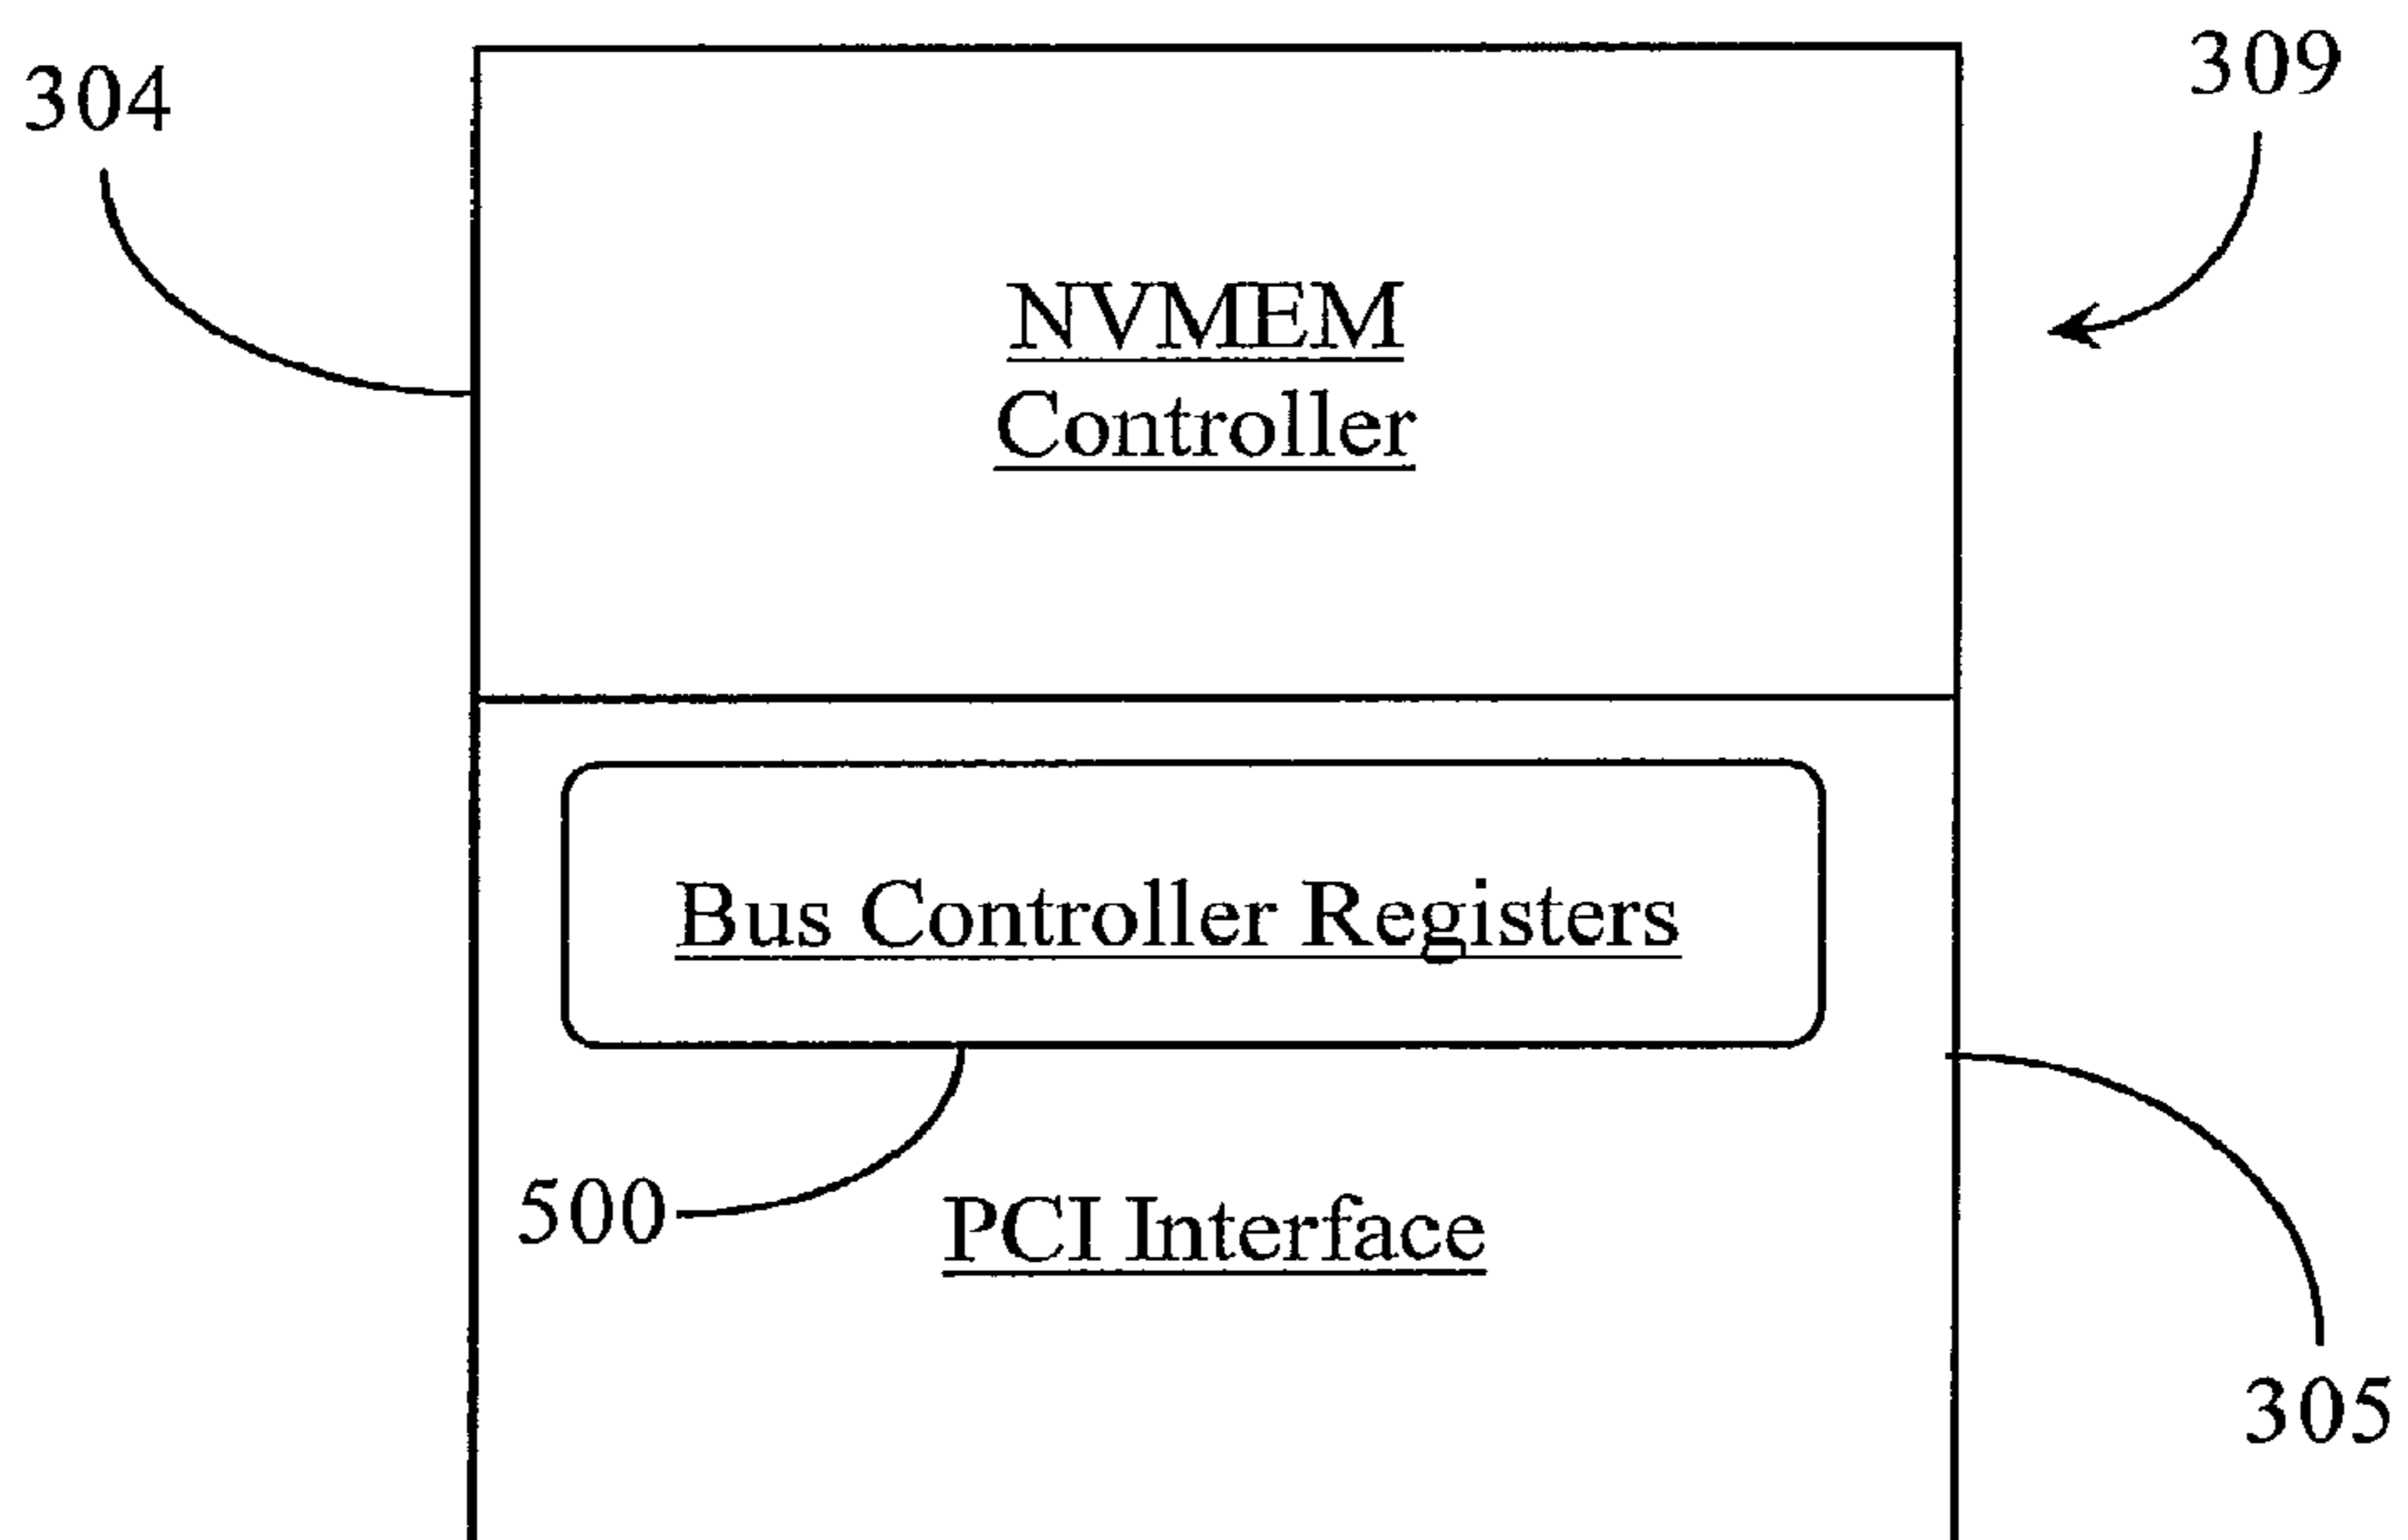 304
309
NVMEM
Controller
Bus Controller Registers
500
PCI Interface
305